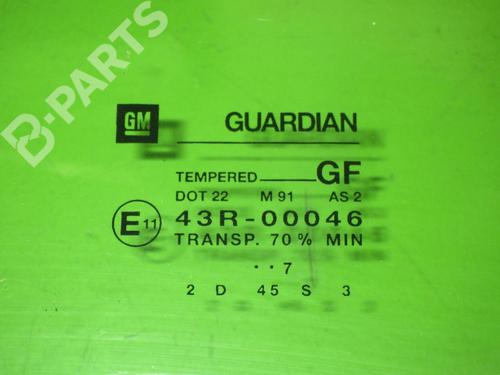 B-PARTS
GM GUARDIAN
TEMPERED GF
DOT 22 M 91 AS 2
E 11 43R-00046
TRANSP. 70% MIN
. . 7
2 D 45 S 3